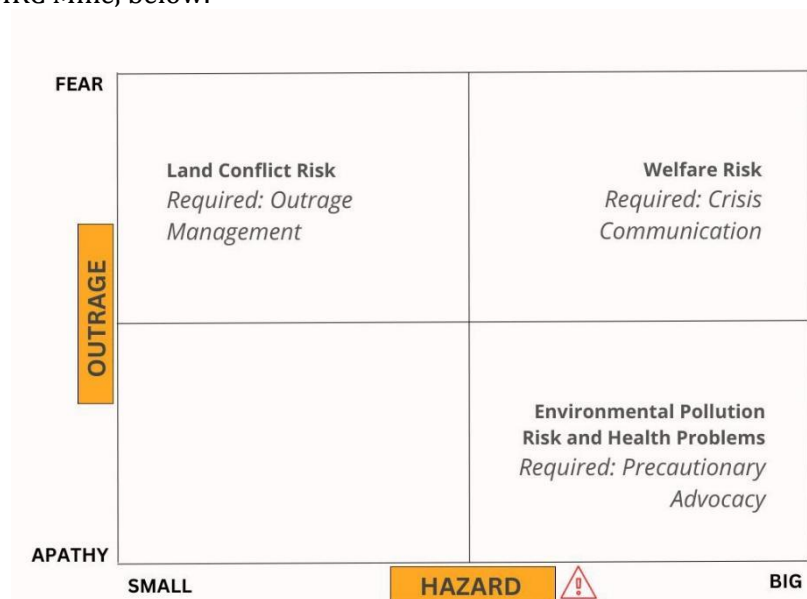 FEAR
Land Conflict Risk
Required: Outrage
Management
Welfare Risk
Required: Crisis
Communication
OUTRAGE
Environmental Pollution
Risk and Health Problems
Required: Precautionary
Advocacy
APATHY
SMALL
HAZARD
BIG